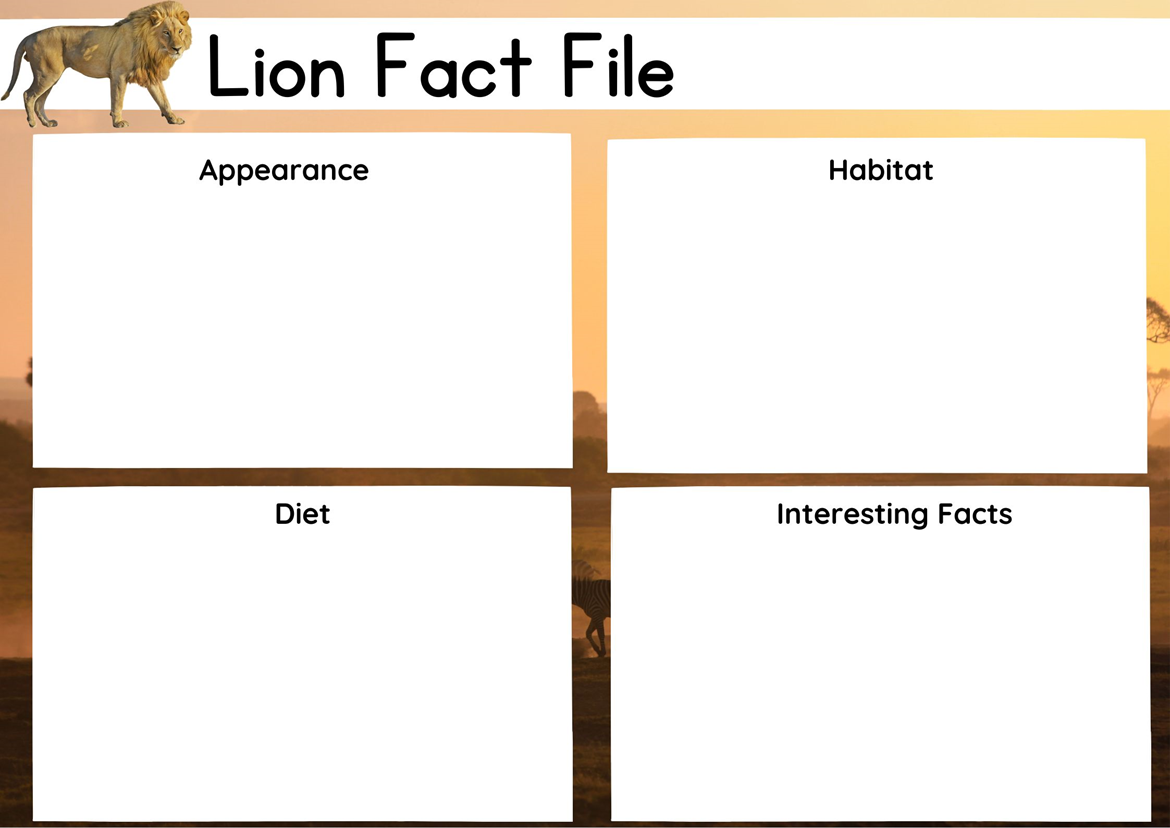 Lion Fact File
Appearance
Habitat
Diet
Interesting Facts